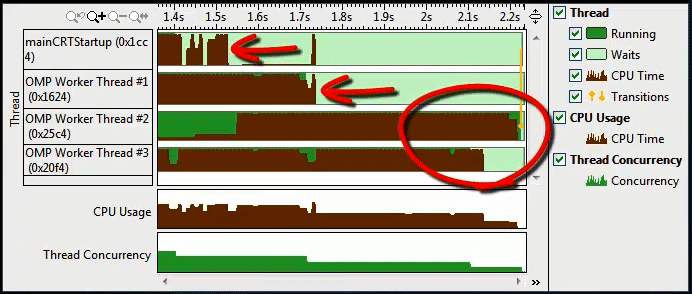 1.4s 1.5s 1.6s 1.7s 1.8s 1.9s 2s 2.1s 2.2s
Thread
mainCRTStartup (0x1cc
4)
OMP Worker Thread #1
(0x1624)
OMP Worker Thread #2
(0x25c4)
OMP Worker Thread #3
(0x20f4)
CPU Usage
Thread Concurrency
Thread
Running
Waits
CPU Time
Transitions
CPU Usage
CPU Time
Thread Concurrency
Concurrency